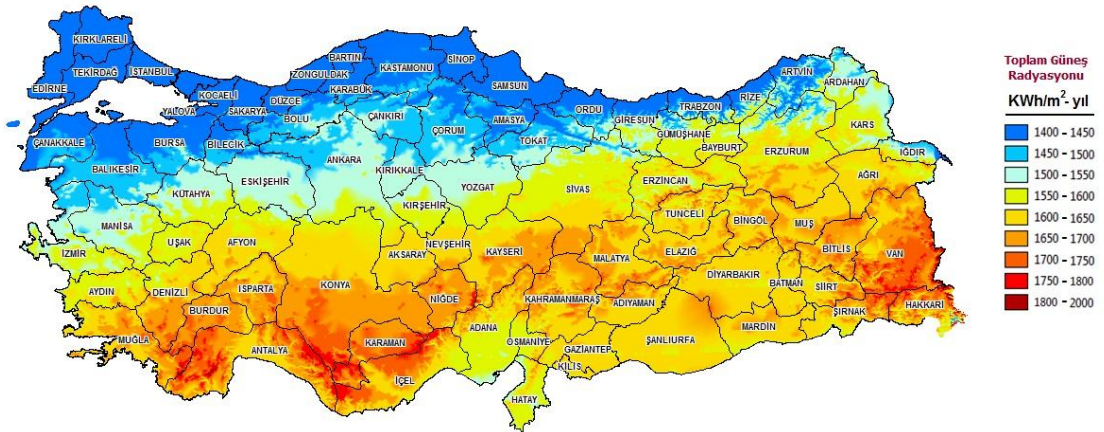 KIRKLARELİ
EDİRNE
TEKİRDAĞ
İSTANBUL
KOCAELİ
YALOVA
SAKARYA
DÜZCE
ZONGULDAK
BARTIN
KARABÜK
KASTAMONU
SİNOP
SAMSUN
ORDU
GİRESUN
TRABZON
RİZE
ARTVİN
ARDAHAN
ÇANAKKALE
BALIKESİR
BURSA
BİLECİK
BOLU
ÇANKIRI
ÇORUM
AMASYA
TOKAT
GÜMÜŞHANE
BAYBURT
ERZURUM
KARS
IĞDIR
KÜTAHYA
ESKİŞEHİR
ANKARA
KIRIKKALE
YOZGAT
SİVAS
ERZİNCAN
AĞRI
MANİSA
UŞAK
AFYON
KIRŞEHİR
TUNCELİ
BİNGÖL
MUŞ
İZMİR
AKSARAY
NEVŞEHİR
KAYSERİ
MALATYA
ELAZIĞ
BİTLİS
VAN
AYDIN
DENİZLİ
ISPARTA
BURDUR
KONYA
NİĞDE
KAHRAMANMARAŞ
ADIYAMAN
DİYARBAKIR
BATMAN
SİİRT
ŞIRNAK
HAKKARİ
MUĞLA
ANTALYA
KARAMAN
İÇEL
ADANA
OSMANİYE
GAZİANTEP
KİLİS
ŞANLIURFA
MARDİN
HATAY
Toplam Güneş
Radyasyonu
KWh/m²- yıl
1400 - 1450
1450 - 1500
1500 - 1550
1550 - 1600
1600 - 1650
1650 - 1700
1700 - 1750
1750 - 1800
1800 - 2000